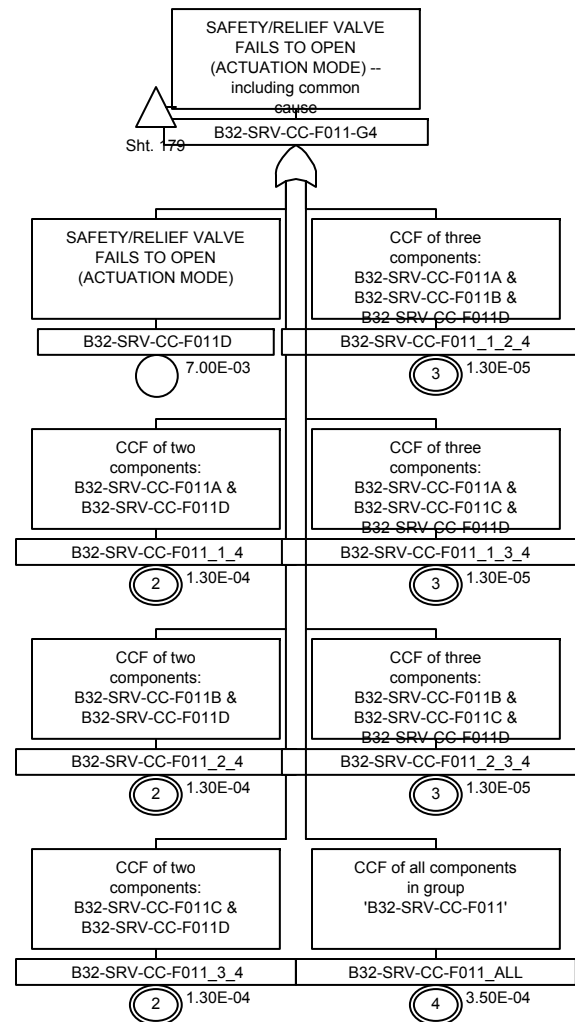 SAFETY/RELIEF VALVE
FAILS TO OPEN
(ACTUATION MODE) --
including common
cause
B32-SRV-CC-F011-G4
Sht. 179
SAFETY/RELIEF VALVE
FAILS TO OPEN
(ACTUATION MODE)
B32-SRV-CC-F011D
7.00E-03
CCF of three
components:
B32-SRV-CC-F011A &
B32-SRV-CC-F011B &
B32-SRV-CC-F011D
B32-SRV-CC-F011_1_2_4
3
1.30E-05
CCF of two
components:
B32-SRV-CC-F011A &
B32-SRV-CC-F011D
B32-SRV-CC-F011_1_4
2
1.30E-04
CCF of three
components:
B32-SRV-CC-F011A &
B32-SRV-CC-F011C &
B32-SRV-CC-F011D
B32-SRV-CC-F011_1_3_4
3
1.30E-05
CCF of two
components:
B32-SRV-CC-F011B &
B32-SRV-CC-F011D
B32-SRV-CC-F011_2_4
2
1.30E-04
CCF of three
components:
B32-SRV-CC-F011B &
B32-SRV-CC-F011C &
B32-SRV-CC-F011D
B32-SRV-CC-F011_2_3_4
3
1.30E-05
CCF of two
components:
B32-SRV-CC-F011C &
B32-SRV-CC-F011D
B32-SRV-CC-F011_3_4
2
1.30E-04
CCF of all components
in group
'B32-SRV-CC-F011'
B32-SRV-CC-F011_ALL
4
3.50E-04